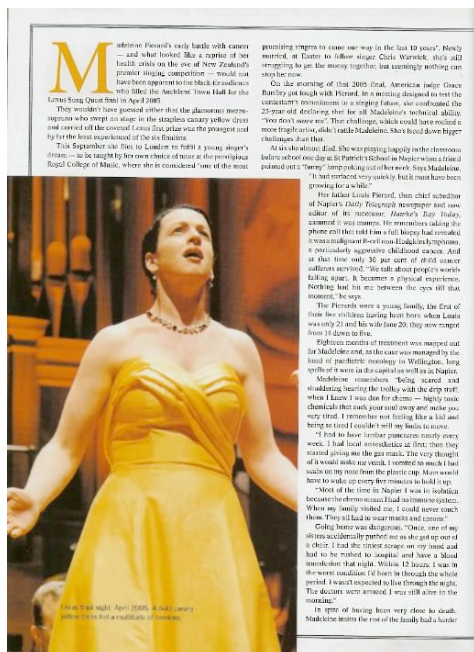 Madeleine Pierard's early battle with cancer
— and what looked like a reprise of her
health crisis on the eve of New Zealand's
premier singing competition — would not
have been apparent to the black tie audience
who filled the Auckland Town Hall for the
Lexus Song Quest final in April 2005.
They wouldn't have guessed either that the glamorous mezzo-
soprano who swept on stage in the strapless canary yellow dress
and carried off the coveted Lexus first prize was the youngest and
by far the least experienced of the six finalists.
This September she flies to London to fulfil a young singer's
dream — to be taught by her own choice of tutor at the prestigious
Royal College of Music, where she is considered "one of the most
promising singers to come our way in the last 10 years". Newly
married, at Easter to fellow singer Chris Warwick, she's still
struggling to get the money together, but seemingly nothing can
stop her now.
On the morning of that 2005 final, American judge Grace
Bumbry got tough with Pierard. In a meeting designed to test the
contestant's commitment to a singing future, she confronted the
23-year-old declaring that for all Madeleine's technical ability,
"You don't move me". That challenge, which could have rocked a
more fragile artist, didn't rattle Madeleine. She's faced down bigger
challenges than that.
At six she almost died. She was playing happily in the classroom
before school one day at St Patrick's School in Napier when a friend
pointed out a "funny" lump poking out of her neck. Says Madeleine,
"It had surfaced very quickly, but it must have been
growing for a while."
Her father Louis Pierard, then chief subeditor
of Napier's Daily Telegraph newspaper and now
editor of its successor, Hawke's Bay Today,
assumed it was mumps. He remembers taking the
phone call that told him a full biopsy had revealed
it was a malignant B-cell non-Hodgkins lymphoma,
a particularly aggressive childhood cancer. And
at that time only 30 per cent of child cancer
sufferers survived. "We talk about people's worlds
falling apart. It becomes a physical experience.
Nothing had hit me between the eyes till that
moment," he says.
The Pierards were a young family, the first of
their five children having been born when Louis
was only 21 and his wife Jane 20; they now ranged
from 14 down to five.
Eighteen months of treatment was mapped out
for Madeleine and, as the case was managed by the
head of paediatric oncology in Wellington, long
spells of it were in the capital as well as in Napier.
Madeleine remembers "being scared and
shuddering hearing the trolley with the drip stuff,
when I knew I was due for chemo — highly toxic
chemicals that suck your soul away and make you
very tired. I remember not feeling like a kid and
being so tired I couldn't will my limbs to move.
"I had to have lumbar punctures nearly every
week. I had local anaesthetics at first; then they
started giving me the gas mask. The very thought
of it would make me vomit. I vomited so much I had
scabs on my nose from the plastic cup. Mum would
have to wake up every five minutes to hold it up.
"Most of the time in Napier I was in isolation
because the chemo meant I had no immune system.
When my family visited me, I could never touch
them. They all had to wear masks and aprons."
Going home was dangerous. "Once, one of my
sisters accidentally pushed me as she got up out of
a chair. I had the tiniest scrape on my hand and
had to be rushed to hospital and have a blood
transfusion that night. Within 12 hours, I was in
the worst condition I'd been in through the whole
period. I wasn't expected to live through the night.
The doctors were amazed I was still alive in the
morning."
In spite of having been very close to death,
Madeleine insists the rest of the family had a harder
Lexus final night, April 2005. A bold canary
yellow dress hid a multitude of tensions.